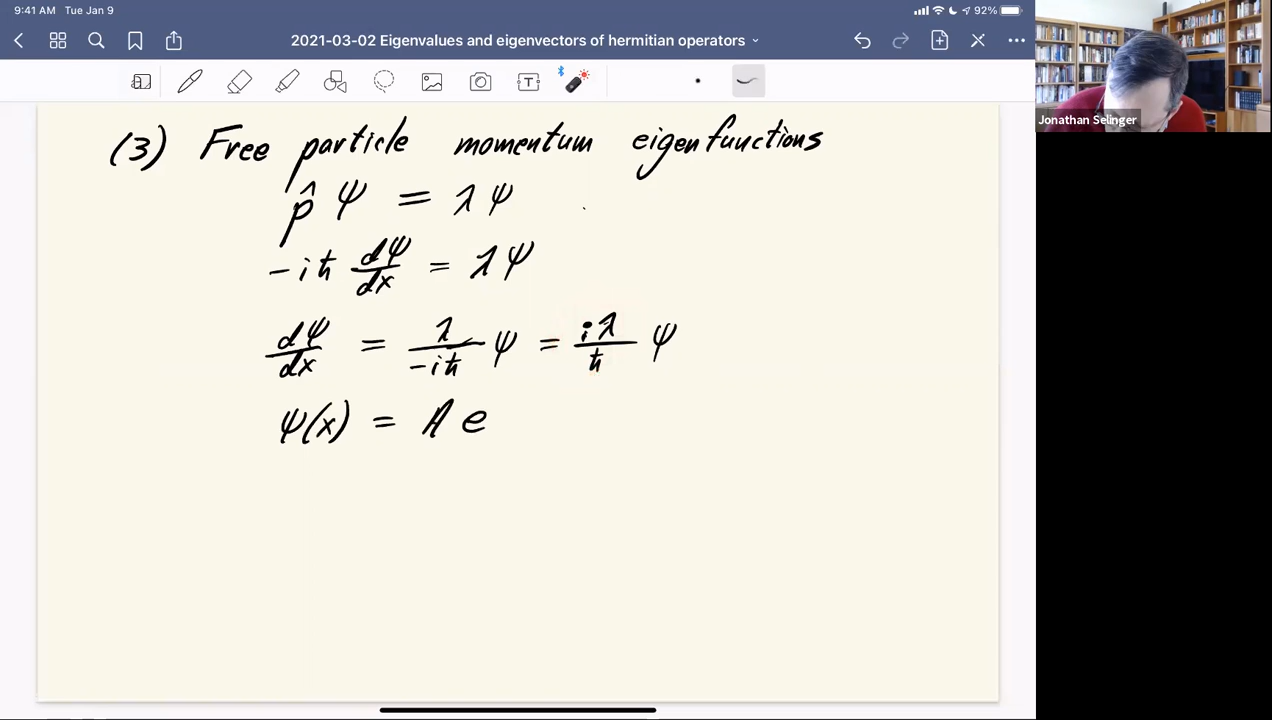 9:41 AM Tue Jan 9 92%
2021-03-02 Eigenvalues and eigenvectors of hermitian operators
T
Jonathan Selinger
(3) Free particle momentum eigenfunctions
p̂ ψ = λ ψ
-iħ dψ/dx = λψ
dψ/dx = λ/-iħ ψ = iλ/ħ ψ
ψ(x) = A e